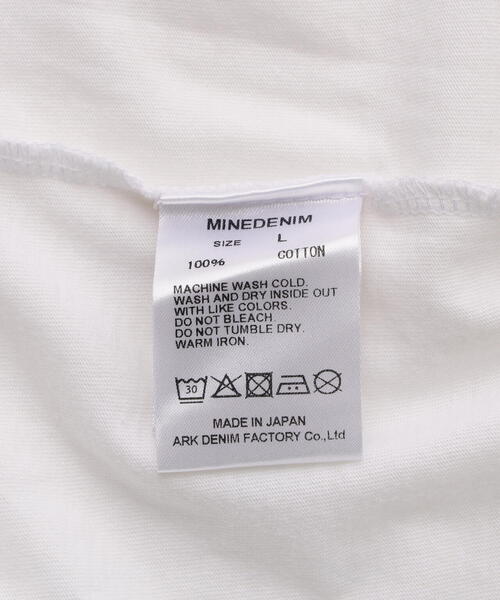 MINEDENIM
SIZE L
100% COTTON
MACHINE WASH COLD.
WASH AND DRY INSIDE OUT
WITH LIKE COLORS.
DO NOT BLEACH.
DO NOT TUMBLE DRY.
WARM IRON.
30
MADE IN JAPAN
ARK DENIM FACTORY Co.,Ltd